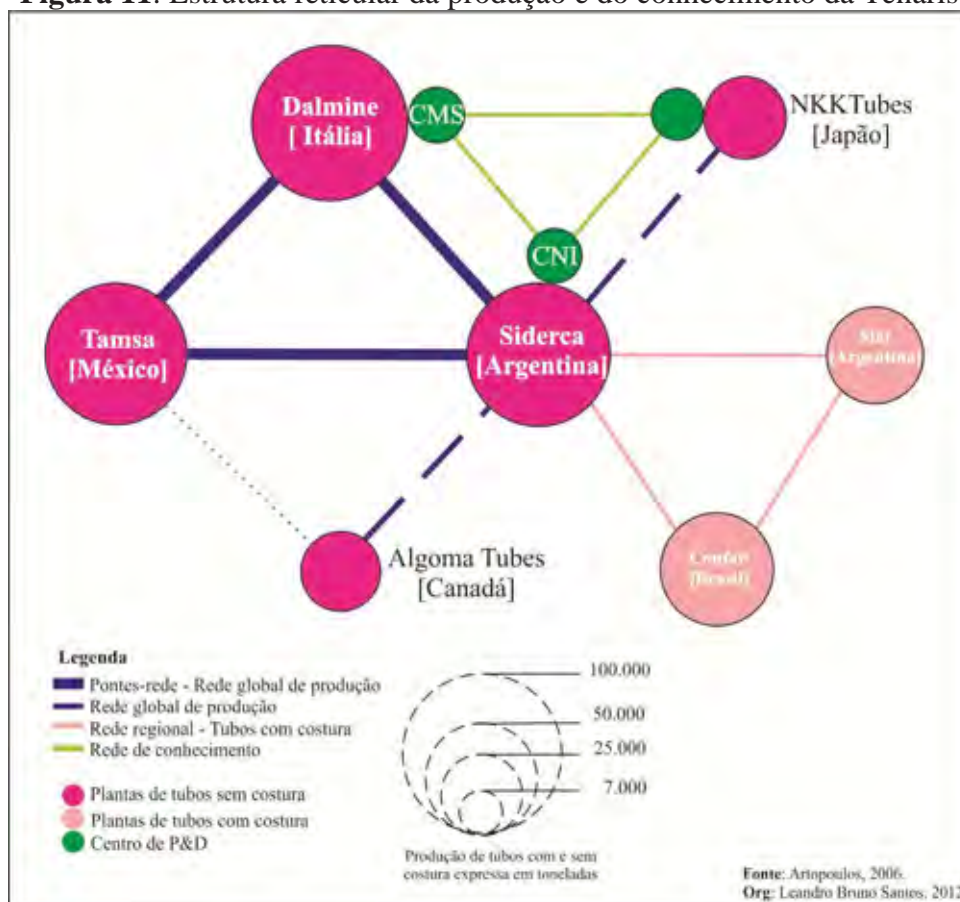 Figura 11. Estrutura reticular da produção e do conhecimento da Tenaris
Dalmine
[ Itália]
CMS
NKKTubes
[Japão]
CNI
Tamsa
[México]
Siderca
[Argentina]
[Argentina]
Algoma Tubes
[Canadá]
Confab
[Brasil]
Legenda
Pontes-rede - Rede global de produção
Rede global de produção
Rede regional - Tubos com costura
Rede de conhecimento
Plantas de tubos sem costura
Plantas de tubos com costura
Centro de P&D
100.000
50.000
25.000
7.000
Produção de tubos com e sem
costura expressa em toneladas
Fonte: Artopoulos, 2006.
Org: Leandro Bruno Santos, 2012